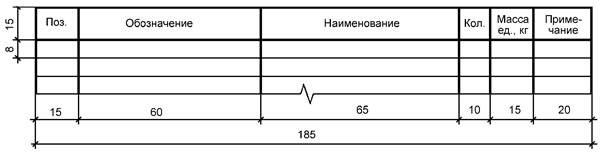 15
Поз.
Обозначение
Наименование
Кол.
Масса
ед., кг
Приме-
чание
8
15
60
65
10
15
20
185